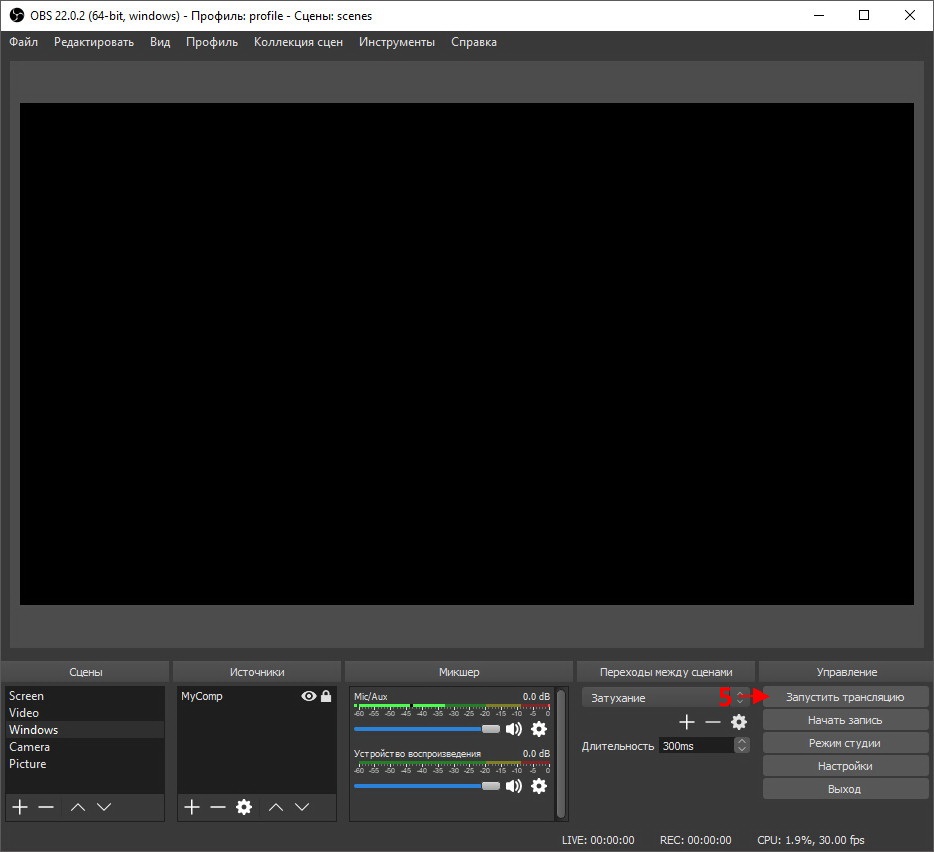 OBS 22.0.2 (64-bit, windows) - Профиль: profile - Сцены: scenes
Файл Редактировать Вид Профиль Коллекция сцен Инструменты Справка
Сцены
Screen
Video
Windows
Camera
Picture
Источники
MyComp
Микшер
Mic/Aux 0.0 dB
-60 -55 -50 -45 -40 -35 -30 -25 -20 -15 -10 -5 0
Устройство воспроизведения 0.0 dB
-60 -55 -50 -45 -40 -35 -30 -25 -20 -15 -10 -5 0
Переходы между сценами
Затухание
5
Длительность 300ms
Управление
Запустить трансляцию
Начать запись
Режим студии
Настройки
Выход
LIVE: 00:00:00 REC: 00:00:00 CPU: 1.9%, 30.00 fps